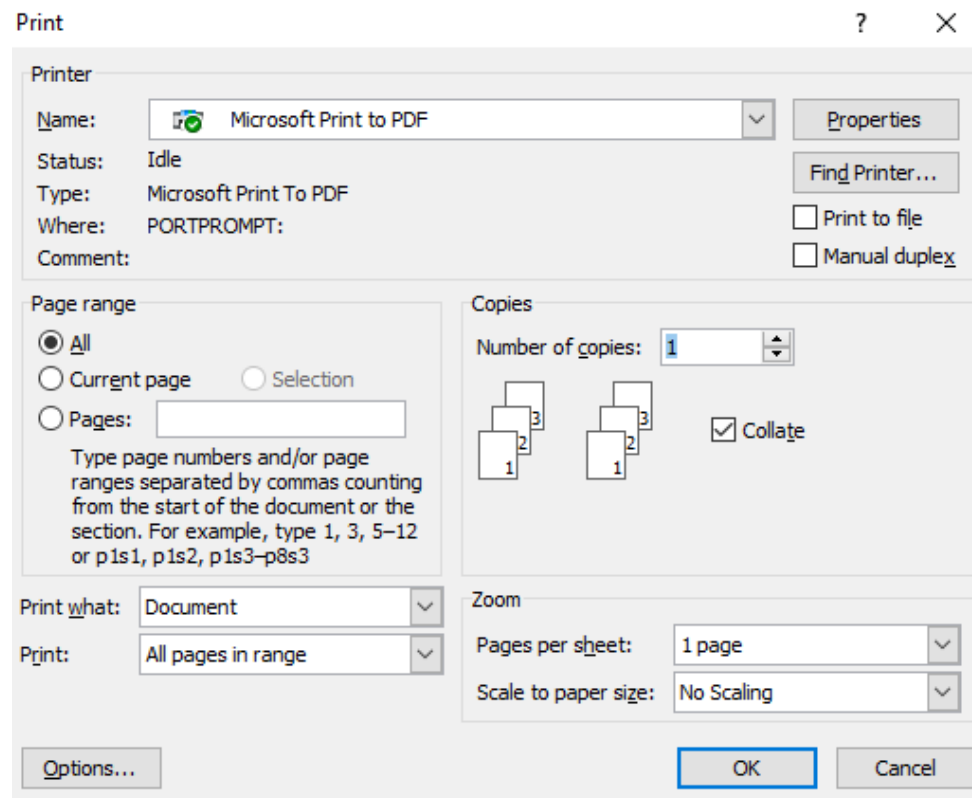 Print ?
Printer
Name: Microsoft Print to PDF Properties
Status: Idle Find Printer...
Type: Microsoft Print To PDF
Where: PORTPROMPT: Print to file
Comment: Manual duplex
Page range
All
Current page Selection
Pages:
Type page numbers and/or page
ranges separated by commas counting
from the start of the document or the
section. For example, type 1, 3, 5–12
or p1s1, p1s2, p1s3–p8s3
Copies
Number of copies: 1
3 3
2 2
1 1
Collate
Print what: Document
Print: All pages in range
Zoom
Pages per sheet: 1 page
Scale to paper size: No Scaling
Options... OK Cancel